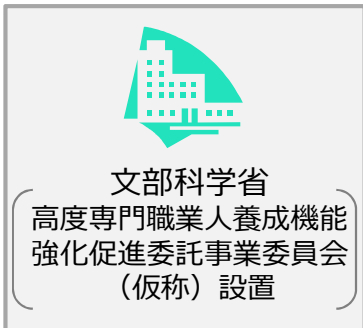 文部科学省
高度専門職業人養成機能
強化促進委託事業委員会
（仮称）設置